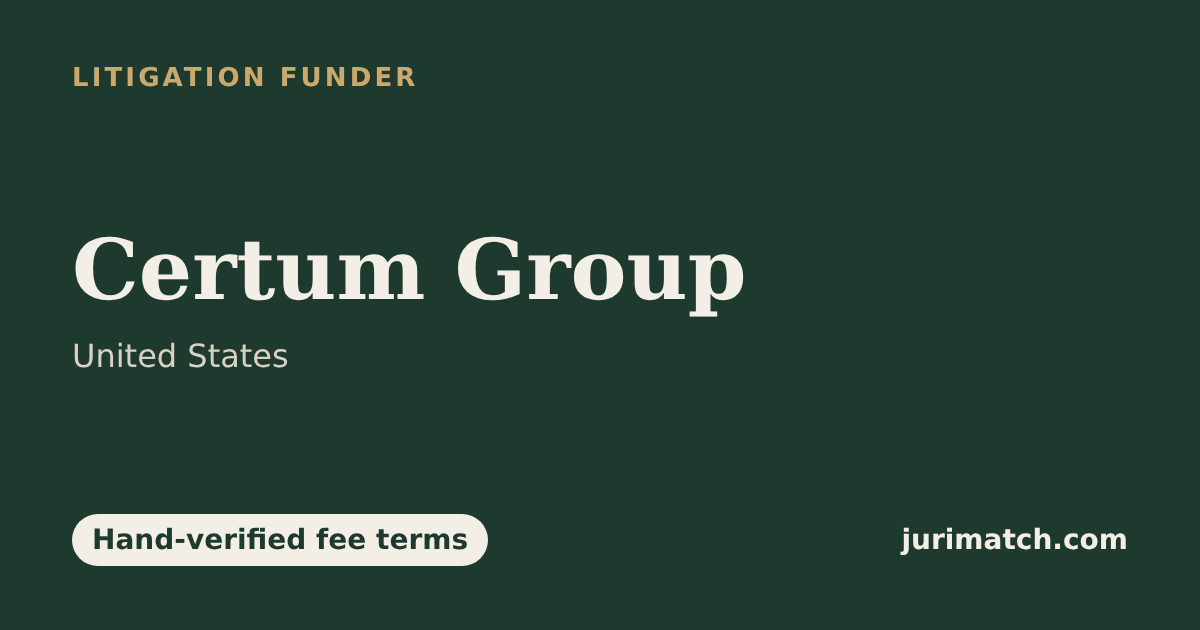 LITIGATION FUNDER
Certum Group
United States
Hand-verified fee terms
jurimatch.com